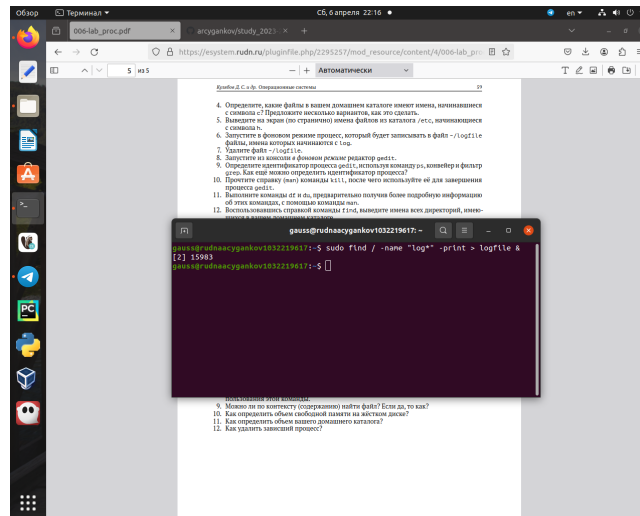 Обзор
Терминал
Сб, 6 апреля 22:16
en
006-lab_proc.pdf
arcygankov/study_2023-
https://esystem.rudn.ru/pluginfile.php/2295257/mod_resource/content/4/006-lab_pro
5 из 5
Автоматически
Кулябов Д. С. и др. Операционные системы 59
4. Определите, какие файлы в вашем домашнем каталоге имеют имена, начинавшиеся
с символа c? Предложите несколько вариантов, как это сделать.
5. Выведите на экран (по странично) имена файлов из каталога /etc, начинающиеся
с символа h.
6. Запустите в фоновом режиме процесс, который будет записывать в файл ~/logfile
файлы, имена которых начинаются с log.
7. Удалите файл ~/logfile.
8. Запустите из консоли в фоновом режиме редактор gedit.
9. Определите идентификатор процесса gedit, используя команду ps, конвейер и фильтр
grep. Как ещё можно определить идентификатор процесса?
10. Прочтите справку (man) команды kill, после чего используйте её для завершения
процесса gedit.
11. Выполните команды df и du, предварительно получив более подробную информацию
об этих командах, с помощью команды man.
12. Воспользовавшись справкой команды find, выведите имена всех директорий, имею-
щихся в вашем домашнем каталоге.
gauss@rudnaacygankov1032219617: ~
gauss@rudnaacygankov1032219617:~$ sudo find / -name "log*" -print > logfile &
[2] 15983
gauss@rudnaacygankov1032219617:~$
пользования этой команды.
9. Можно ли по контексту (содержанию) найти файл? Если да, то как?
10. Как определить объем свободной памяти на жёстком диске?
11. Как определить объем вашего домашнего каталога?
12. Как удалить зависший процесс?